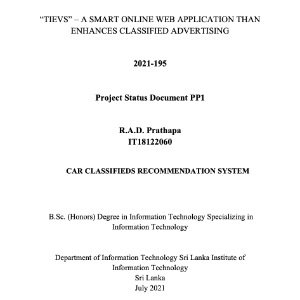 “TIEVS” – A SMART ONLINE WEB APPLICATION THAN
ENHANCES CLASSIFIED ADVERTISING
2021-195
Project Status Document PP1
R.A.D. Prathapa
IT18122060
CAR CLASSIFIEDS RECOMMENDATION SYSTEM
B.Sc. (Honors) Degree in Information Technology Specializing in
Information Technology
Department of Information Technology Sri Lanka Institute of
Information Technology
Sri Lanka
July 2021